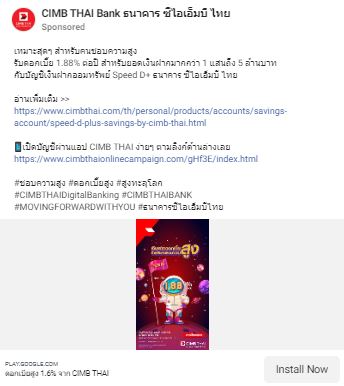 CIMB THAI Bank ธนาคาร ซีไอเอ็มบี ไทย
Sponsored
เหมาะสุดๆ สำหรับคนชอบความสูง
รับดอกเบี้ย 1.88% ต่อปี สำหรับยอดเงินฝากมากกว่า 1 แสนถึง 5 ล้านบาท
กับบัญชีเงินฝากออมทรัพย์ Speed D+ ธนาคาร ซีไอเอ็มบี ไทย
อ่านเพิ่มเติม >>
https://www.cimbthai.com/th/personal/products/accounts/savings-
account/speed-d-plus-savings-by-cimb-thai.html
เปิดบัญชีผ่านแอป CIMB THAI ง่ายๆ ตามลิ้งค์ด้านล่างเลย
https://www.cimbthaionlinecampaign.com/gHf3E/index.html
#ชอบความสูง #ดอกเบี้ยสูง #สูงทะลุโลก
#CIMBTHAIDigitalBanking #CIMBTHAIBANK
#MOVINGFORWARDWITHYOU #ธนาคารซีไอเอ็มบีไทย
สูง
1.88
CIMB THAI
PLAY.GOOGLE.COM
ดอกเบี้ยสูง 1.6% จาก CIMB THAI
Install Now